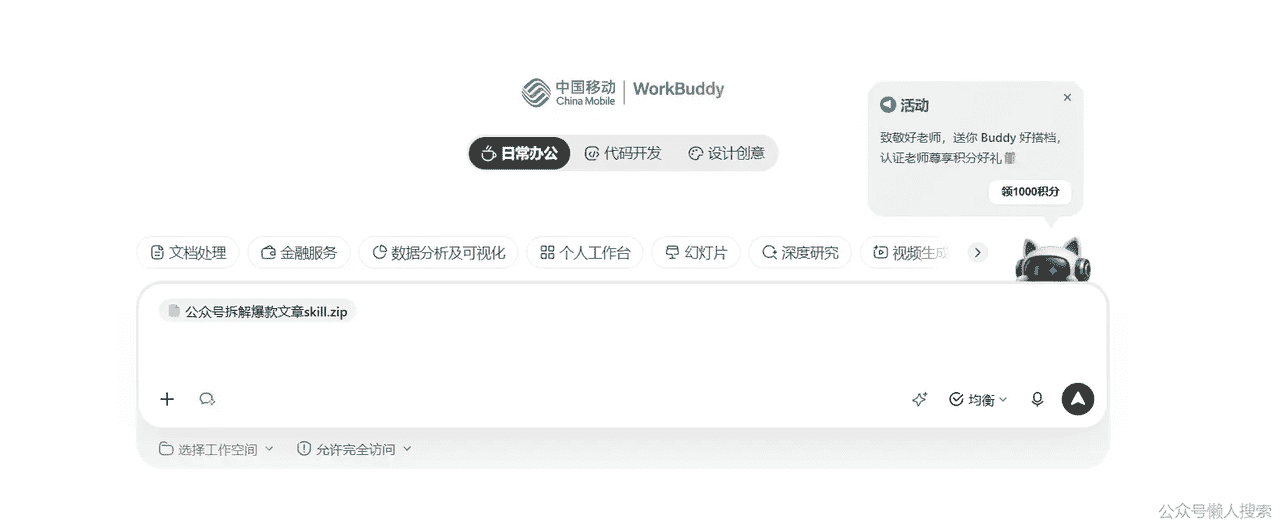 中国移动
China Mobile
WorkBuddy
活动
致敬好老师，送你 Buddy 好搭档，
认证老师尊享积分好礼
领1000积分
日常办公
代码开发
设计创意
文档处理
金融服务
数据分析及可视化
个人工作台
幻灯片
深度研究
视频生成
公众号拆解爆款文章skill.zip
均衡
选择工作空间
允许完全访问
公众号懒人搜索